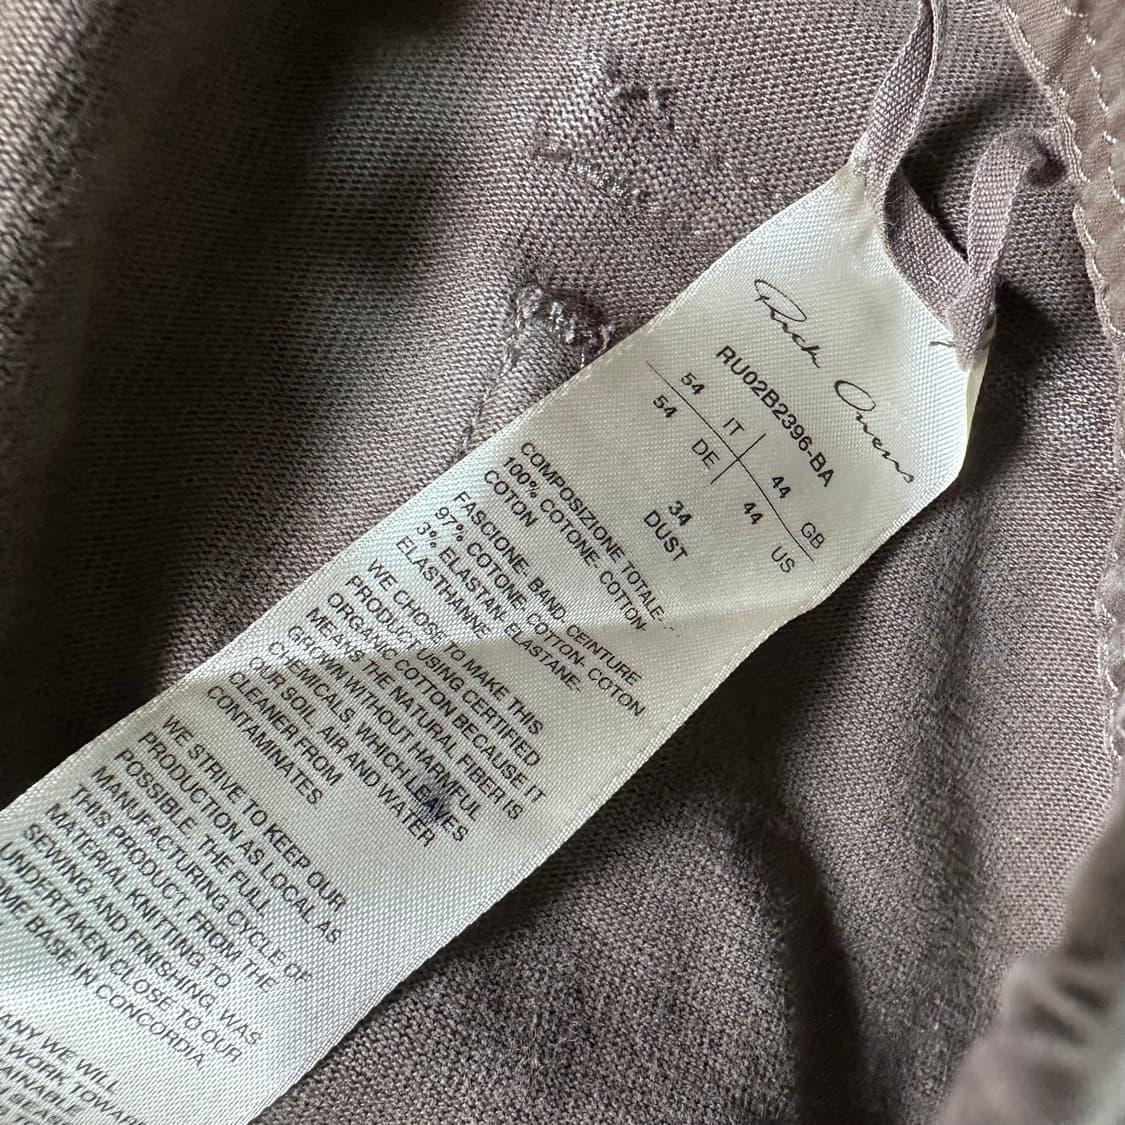 Rick Owens
RU02B2396-BA
54 IT 44 GB
54 DE 44 US
34
DUST
COMPOSIZIONE TOTALE-
100% COTONE- COTTON-
COTON
FASCIONE- BAND CEINTURE
97% COTONE- COTTON- COTON
3% ELASTAN- ELASTANE-
ELASTHANNE
WE CHOSE TO MAKE THIS
PRODUCT USING CERTIFIED
ORGANIC COTTON BECAUSE IT
MEANS THE NATURAL FIBER IS
GROWN WITHOUT HARMFUL
CHEMICALS, WHICH LEAVES
OUR SOIL, AIR AND WATER
CLEANER FROM
CONTAMINATES
WE STRIVE TO KEEP OUR
PRODUCTION AS LOCAL AS
POSSIBLE. THE FULL
MANUFACTURING CYCLE OF
THIS PRODUCT, FROM THE
MATERIAL KNITTING TO
SEWING AND FINISHING, WAS
UNDERTAKEN CLOSE TO OUR
BASE IN CONCORDIA
WE WILL
WORK